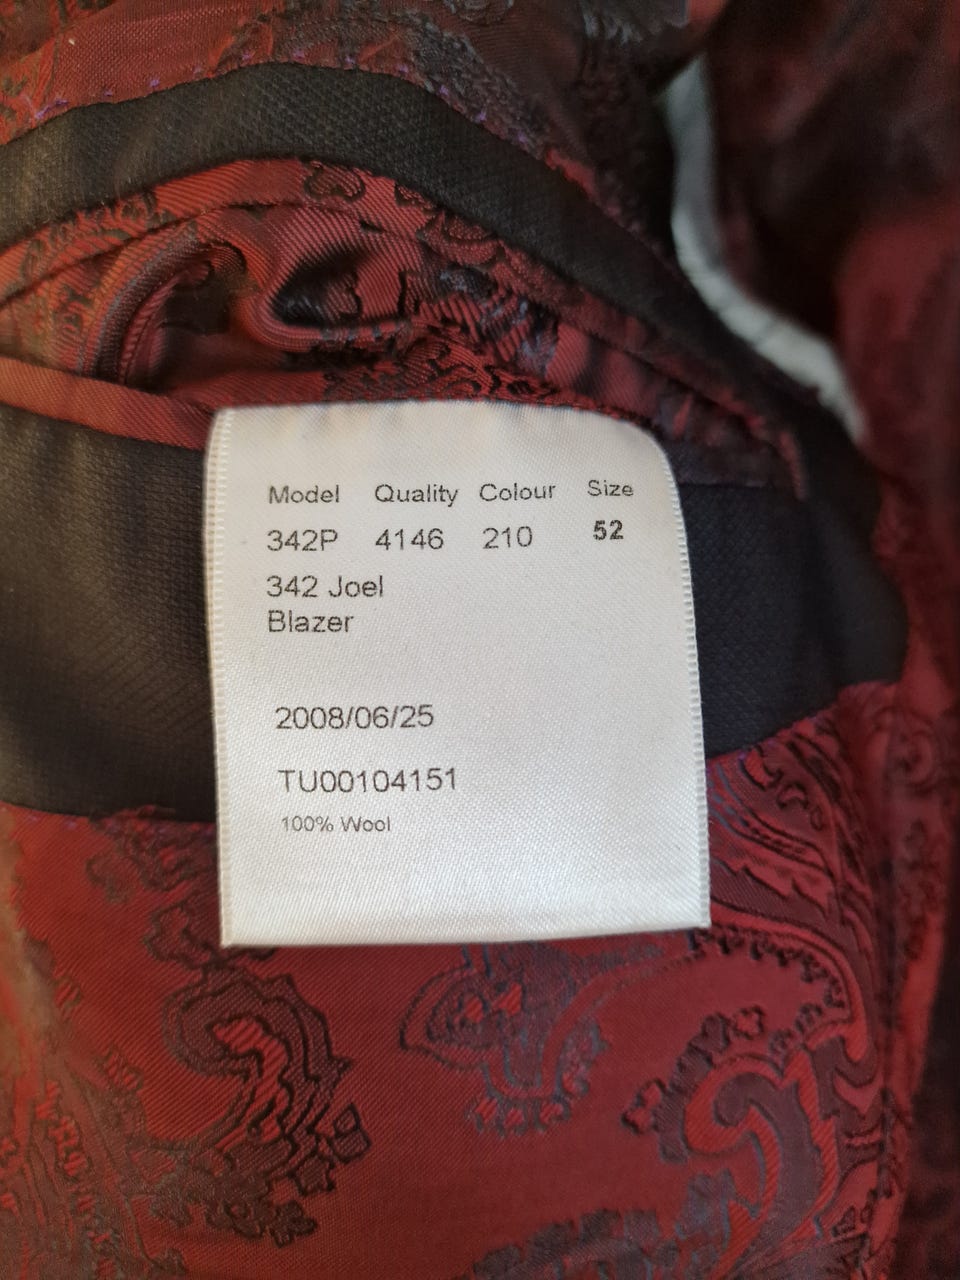 Model Quality Colour Size
342P 4146 210 52
342 Joel
Blazer
2008/06/25
TU00104151
100% Wool